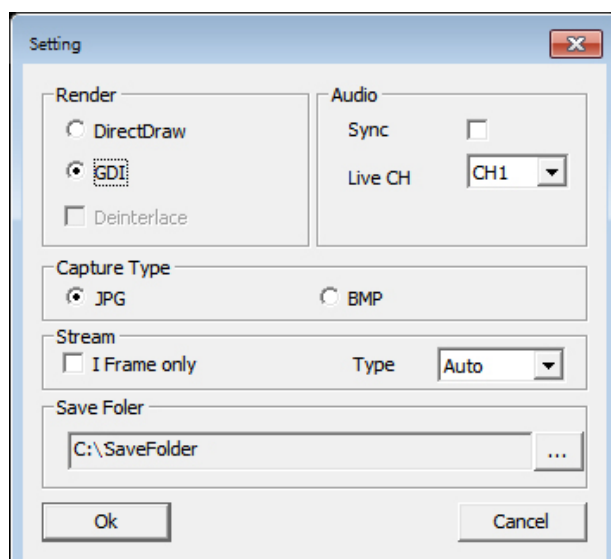 Setting
Render
DirectDraw
GDI
Deinterlace
Audio
Sync
Live CH
CH1
Capture Type
JPG
BMP
Stream
I Frame only
Type
Auto
Save Foler
C:\SaveFolder
...
Ok
Cancel